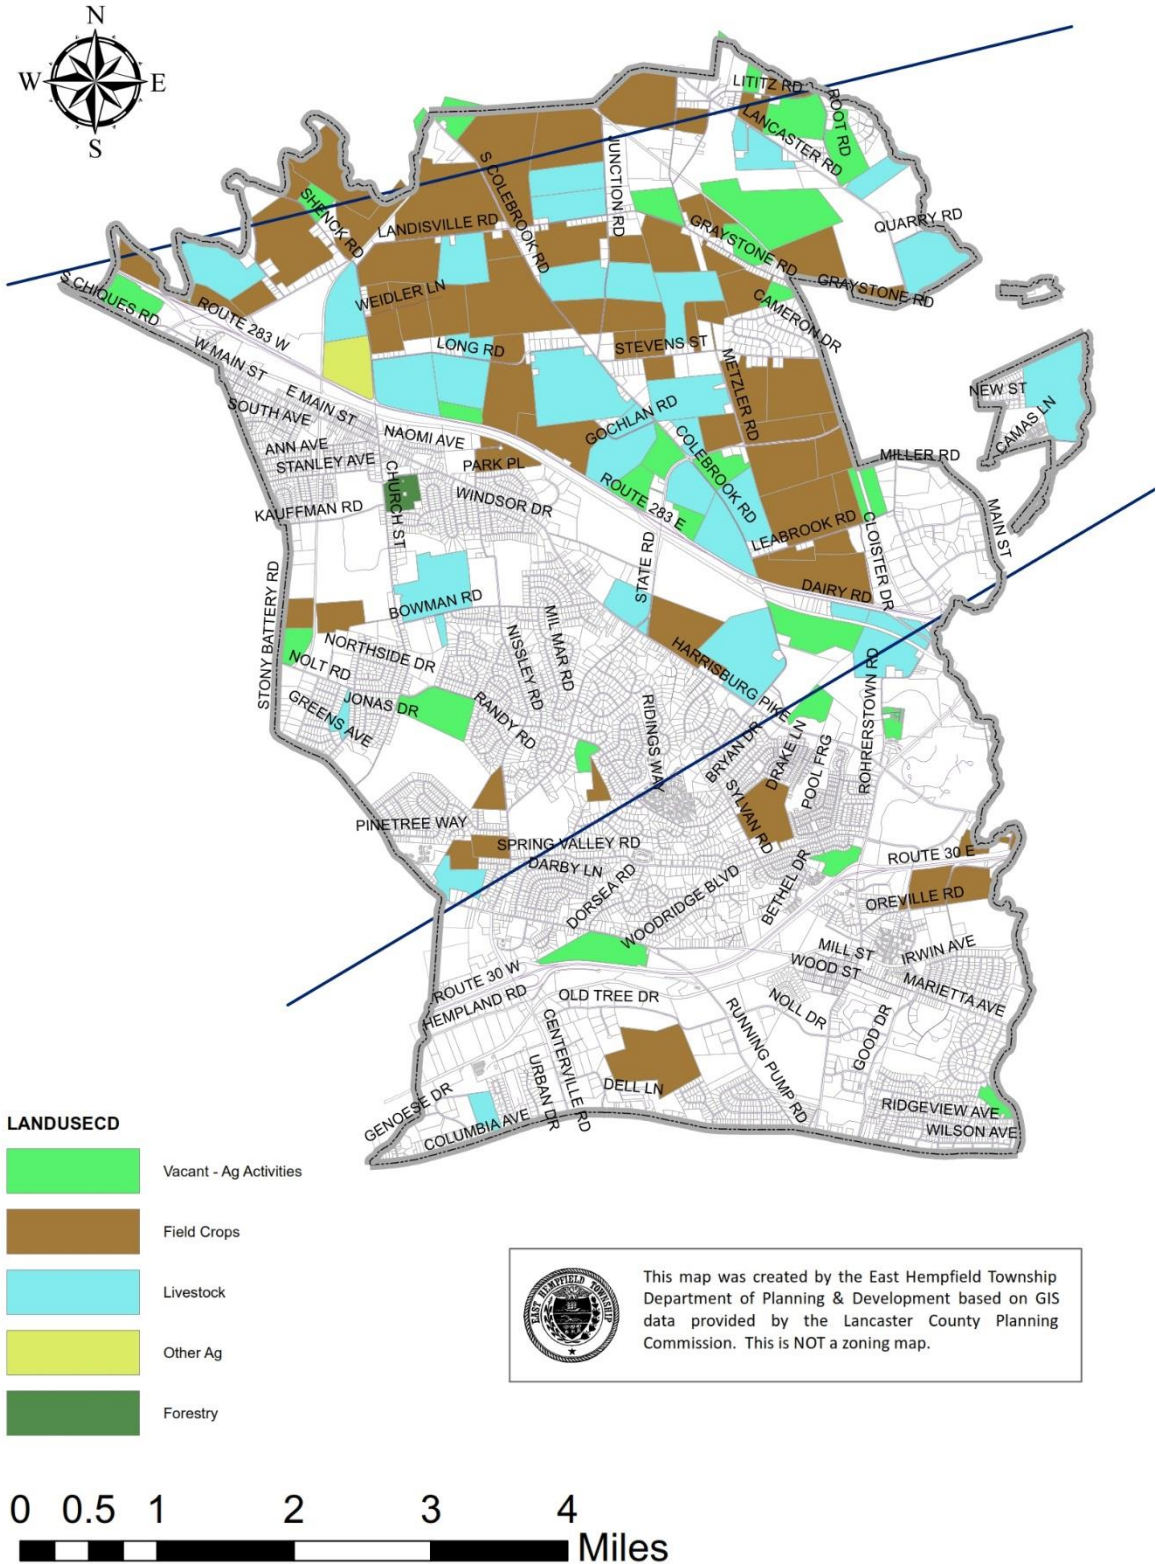 N
W E
S
LITITZ RD
ROOT RD
LANCASTER RD
JUNCTION RD
S COLEBROOK RD
SHENCK RD
LANDISVILLE RD
QUARRY RD
GRAYSTONE RD
GRAYSTONE RD
S CHIQUES RD
ROUTE 283 W
WEIDLER LN
CAMERON DR
W MAIN ST
LONG RD
STEVENS ST
METZLER RD
NEW ST
CAMAS LN
SOUTH AVE
E MAIN ST
GOCHLAN RD
NAOMI AVE
COLEBROOK RD
ANN AVE
STANLEY AVE
PARK PL
MILLER RD
CHURCH ST
WINDSOR DR
ROUTE 283 E
KAUFFMAN RD
LEABROOK RD
CLOISTER DR
MAIN ST
STATE RD
STONY BATTERY RD
DAIRY RD
BOWMAN RD
MIL MAR RD
NISSLEY RD
NORTHSIDE DR
HARRISBURG PIKE
NOLT RD
GREENS AVE
JONAS DR
RANDY RD
RIDINGS WAY
ROHRERSTOWN RD
BRYAN DR
DRAKE LN
POOL FRG
SYLVAN RD
PINETREE WAY
SPRING VALLEY RD
ROUTE 30 E
DARBY LN
DORSEA RD
WOODRIDGE BLVD
BETHEL DR
OREVILLE RD
MILL ST
IRWIN AVE
WOOD ST
MARIETTA AVE
ROUTE 30 W
HEMPLAND RD
OLD TREE DR
NOLL DR
RUNNING PUMP RD
GOOD DR
CENTERVILLE RD
URBAN DR
DELL LN
GENOESE DR
COLUMBIA AVE
RIDGEVIEW AVE
WILSON AVE
LANDUSECD
Vacant - Ag Activities
Field Crops
Livestock
Other Ag
Forestry
EAST HEMPFIELD TOWNSHIP
This map was created by the East Hempfield Township
Department of Planning & Development based on GIS
data provided by the Lancaster County Planning
Commission. This is NOT a zoning map.
0 0.5 1 2 3 4
Miles